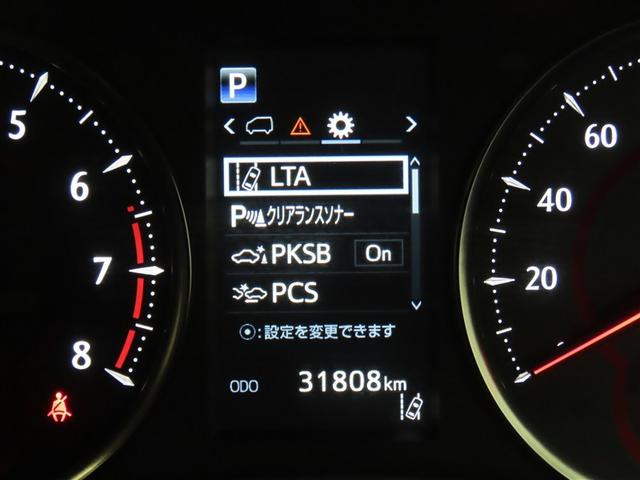 P
LTA
P クリアランスソナー
PKSB On
PCS
:設定を変更できます
ODO 31808km
5
6
7
8
60
40
20